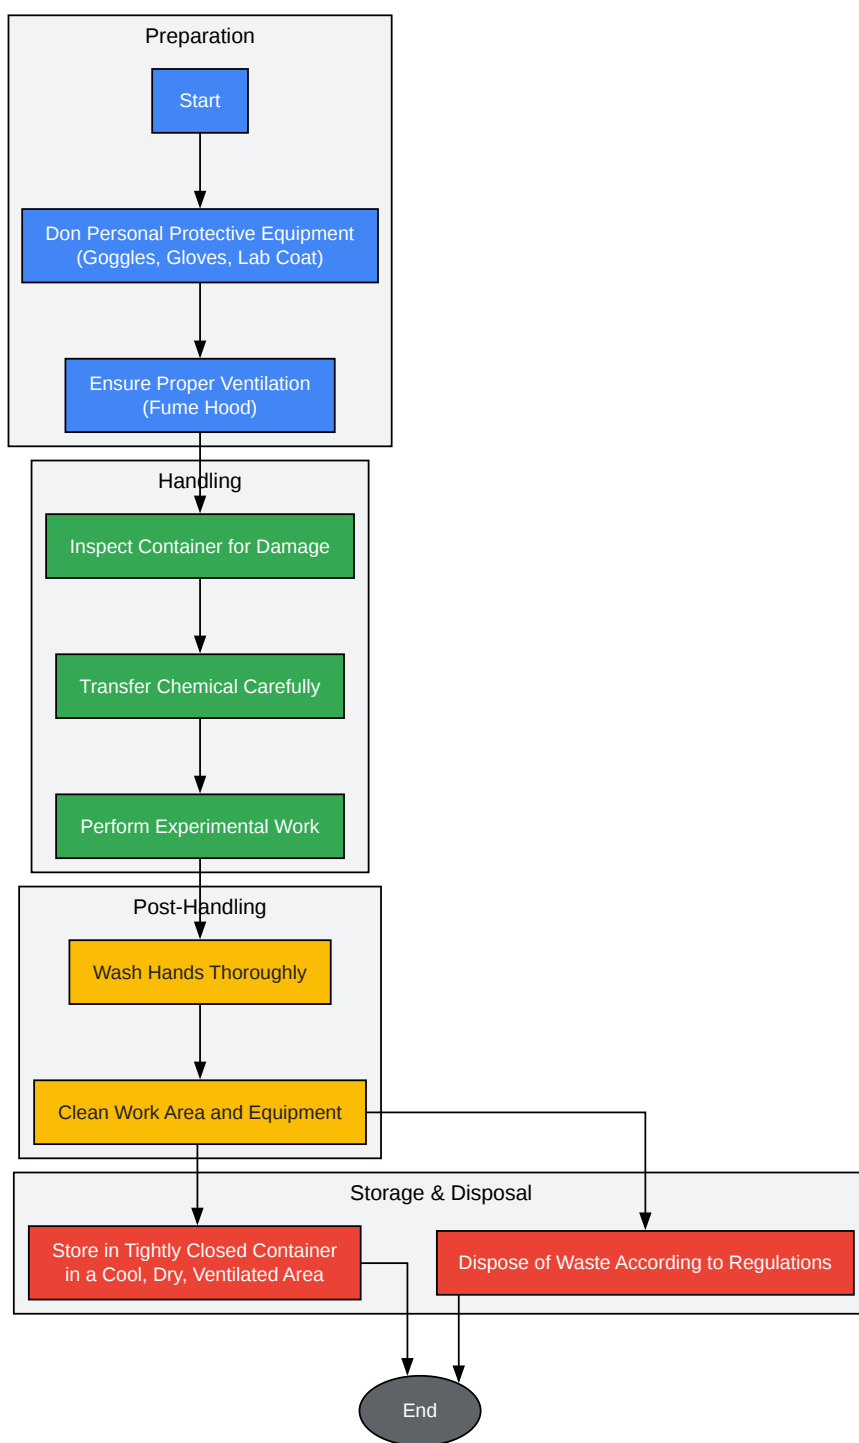 Preparation
Start
Don Personal Protective Equipment
(Goggles, Gloves, Lab Coat)
Ensure Proper Ventilation
(Fume Hood)
Handling
Inspect Container for Damage
Transfer Chemical Carefully
Perform Experimental Work
Post-Handling
Wash Hands Thoroughly
Clean Work Area and Equipment
Storage & Disposal
Store in Tightly Closed Container
in a Cool, Dry, Ventilated Area
Dispose of Waste According to Regulations
End